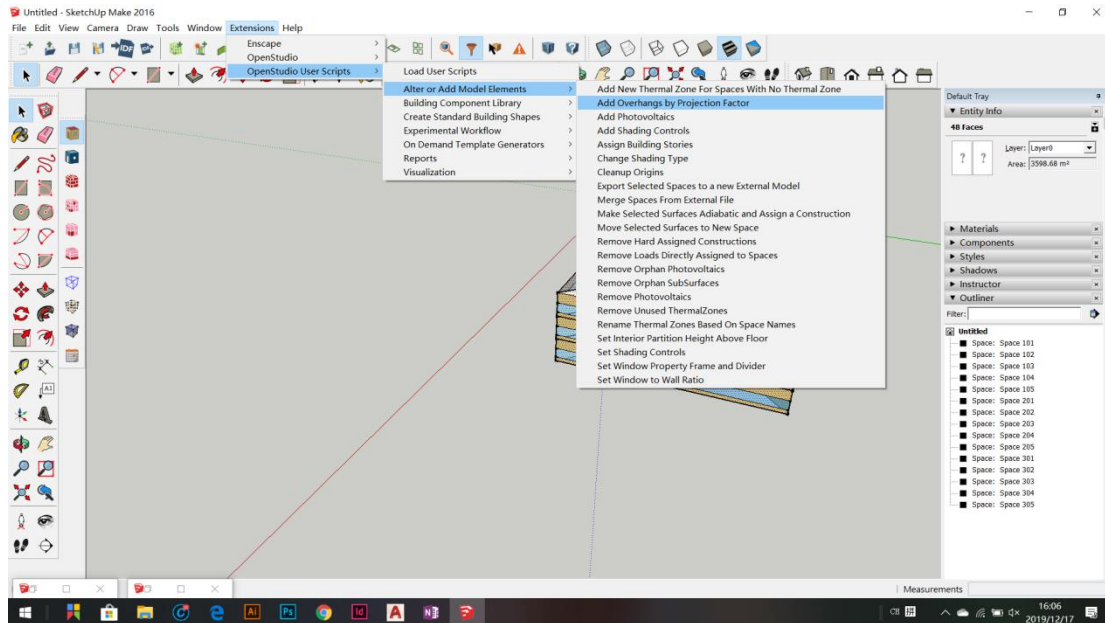 Untitled - SketchUp Make 2016
File Edit View Camera Draw Tools Window Extensions Help
Enscape
OpenStudio
OpenStudio User Scripts
Load User Scripts
Alter or Add Model Elements
Building Component Library
Create Standard Building Shapes
Experimental Workflow
On Demand Template Generators
Reports
Visualization
Add New Thermal Zone For Spaces With No Thermal Zone
Add Overhangs by Projection Factor
Add Photovoltaics
Add Shading Controls
Assign Building Stories
Change Shading Type
Cleanup Origins
Export Selected Spaces to a new External Model
Merge Spaces From External File
Make Selected Surfaces Adiabatic and Assign a Construction
Move Selected Surfaces to New Space
Remove Hard Assigned Constructions
Remove Loads Directly Assigned to Spaces
Remove Orphan Photovoltaics
Remove Orphan SubSurfaces
Remove Photovoltaics
Remove Unused ThermalZones
Rename Thermal Zones Based On Space Names
Set Interior Partition Height Above Floor
Set Shading Controls
Set Window Property Frame and Divider
Set Window to Wall Ratio
Default Tray
Entity Info
48 Faces
Layer: Layer0
Area: 3598.68 m²
? ?
Materials
Components
Styles
Shadows
Instructor
Outliner
Filter:
Untitled
Space: Space 101
Space: Space 102
Space: Space 103
Space: Space 104
Space: Space 105
Space: Space 201
Space: Space 202
Space: Space 203
Space: Space 204
Space: Space 205
Space: Space 301
Space: Space 302
Space: Space 303
Space: Space 304
Space: Space 305
Measurements
IDF
A1
Ai
Ps
Id
A
N
16:06
2019/12/17